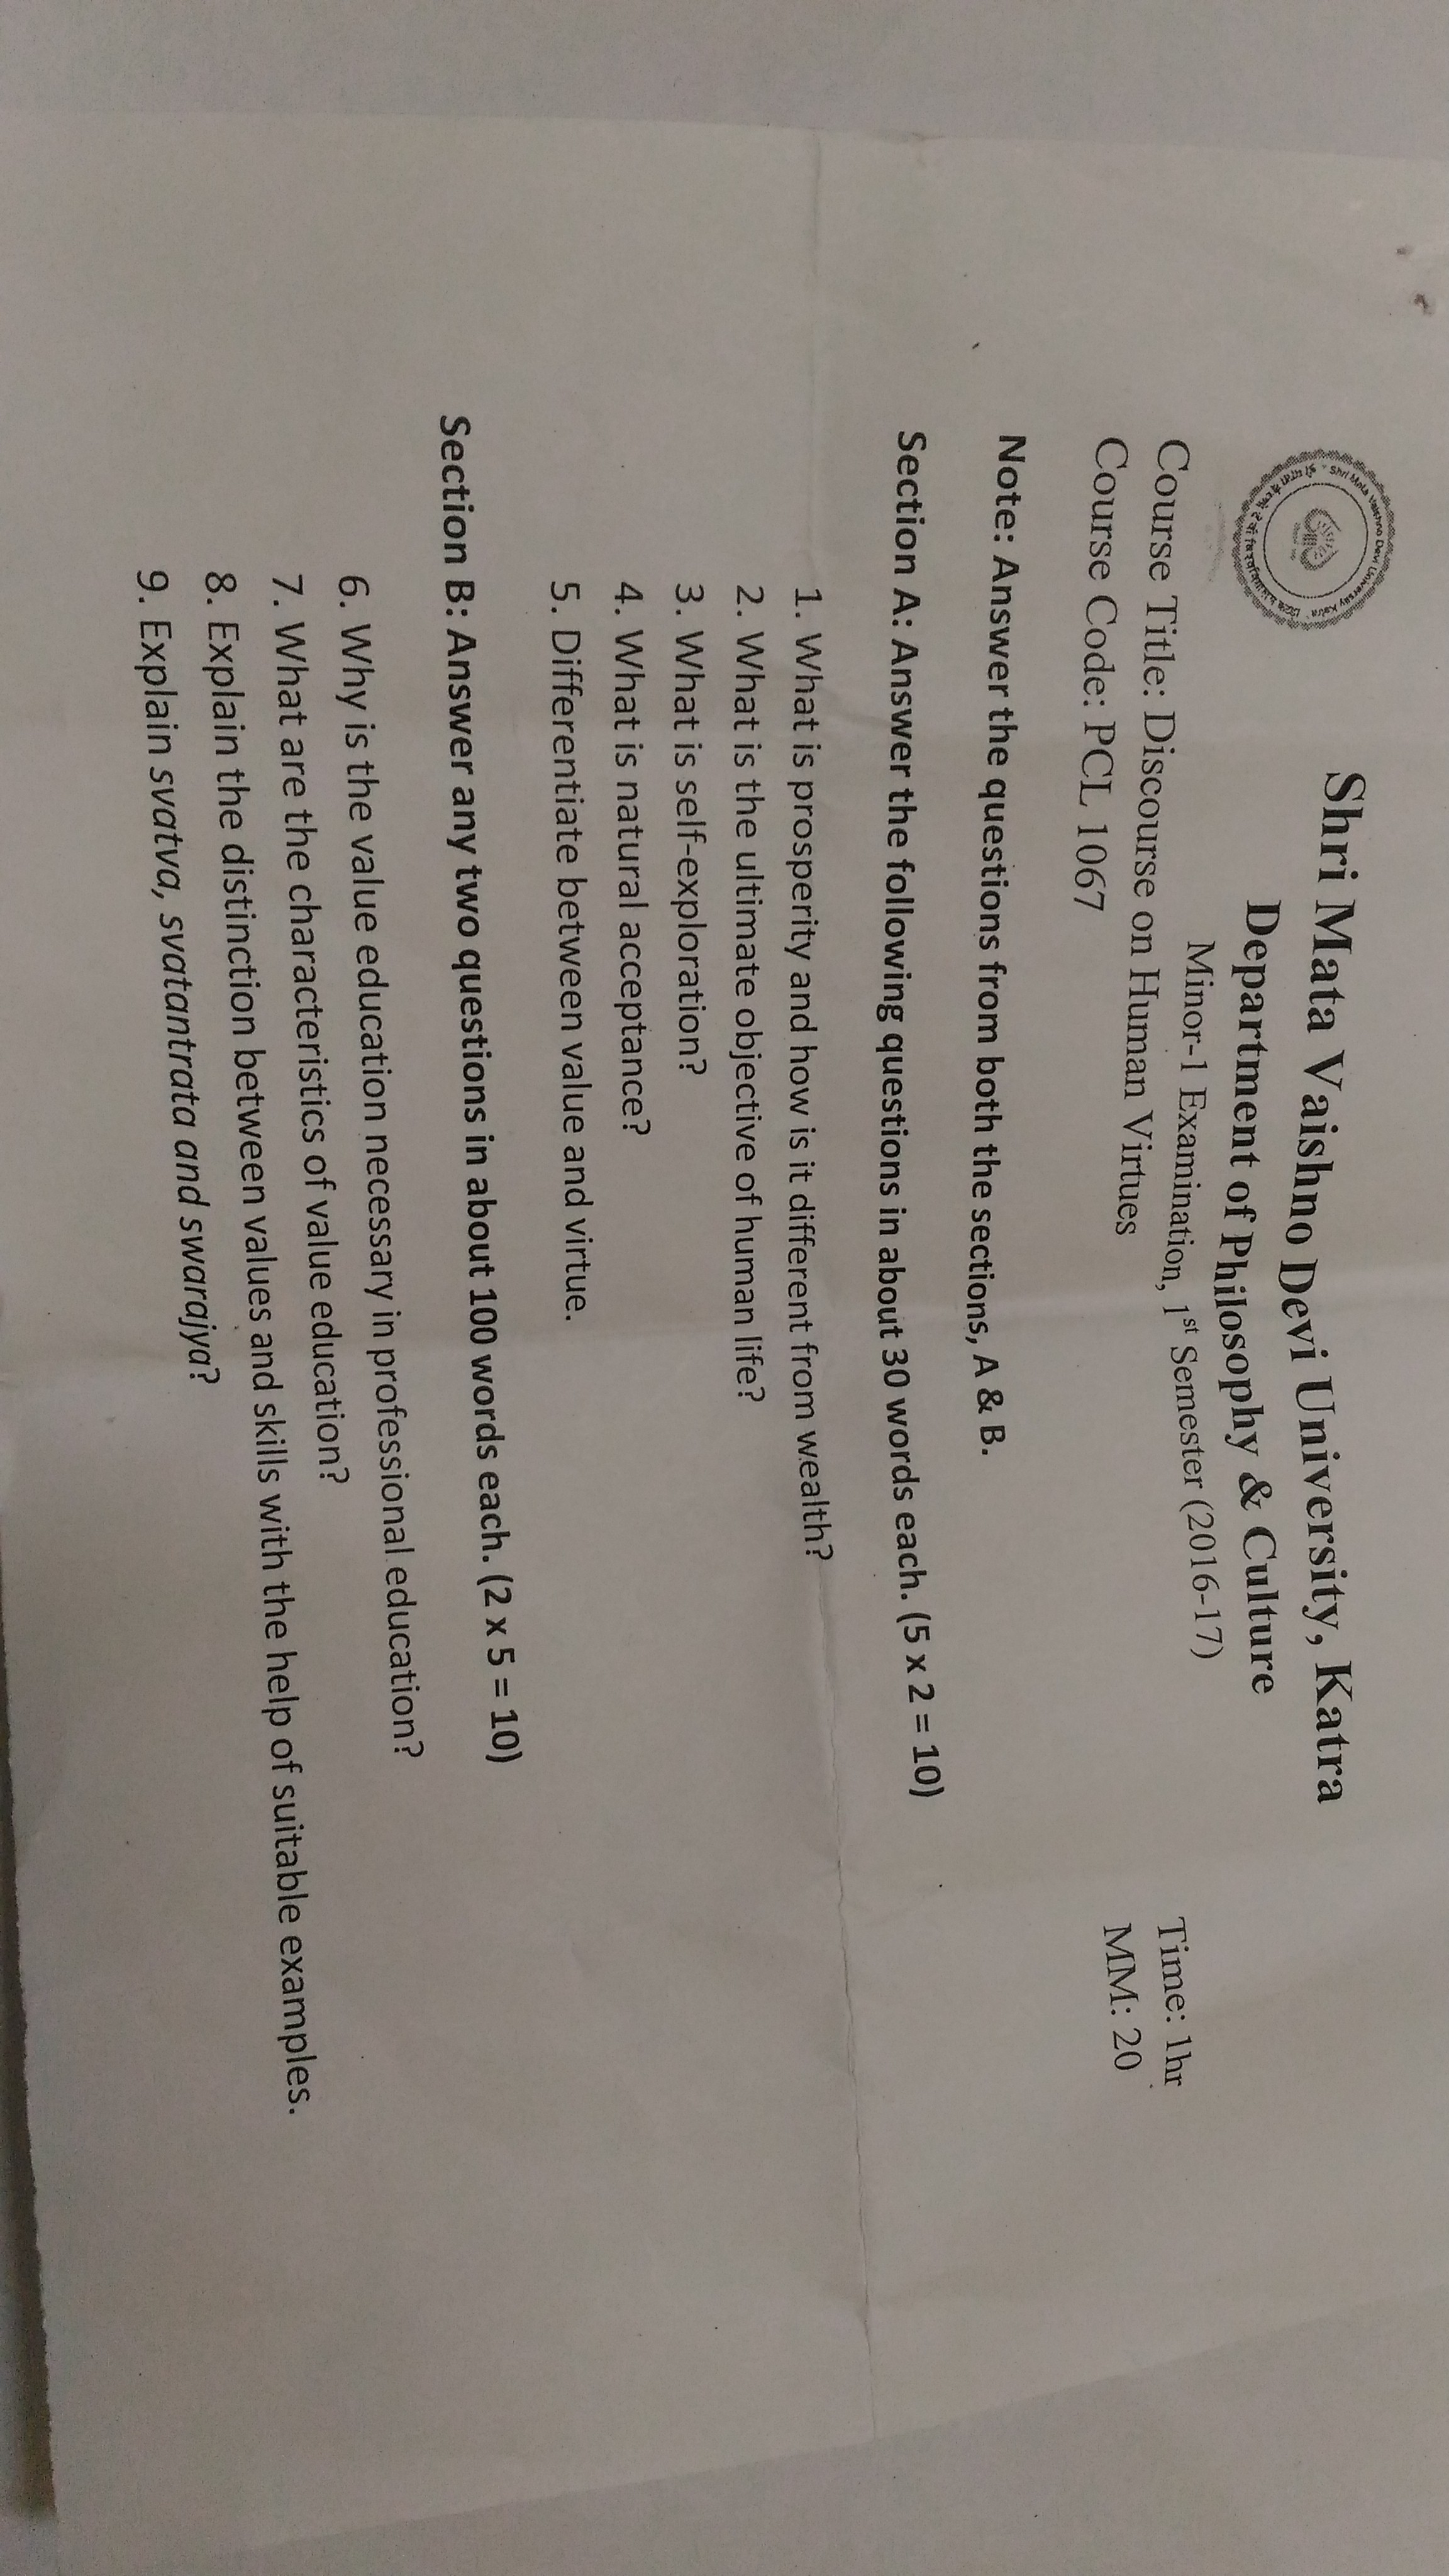 Shri Mata Vaishno Devi University, Katra
Department of Philosophy & Culture
Minor-1 Examination, 1st Semester (2016-17)
Course Title: Discourse on Human Virtues Time: 1hr
Course Code: PCL 1067 MM: 20
Note: Answer the questions from both the sections, A & B.
Section A: Answer the following questions in about 30 words each. (5 x 2 = 10)
1. What is prosperity and how is it different from wealth?
2. What is the ultimate objective of human life?
3. What is self-exploration?
4. What is natural acceptance?
5. Differentiate between value and virtue.
Section B: Answer any two questions in about 100 words each. (2 x 5 = 10)
6. Why is the value education necessary in professional education?
7. What are the characteristics of value education?
8. Explain the distinction between values and skills with the help of suitable examples.
9. Explain svatva, svatantrata and swarajya?
Shri Mata Vaishno Devi University Katra